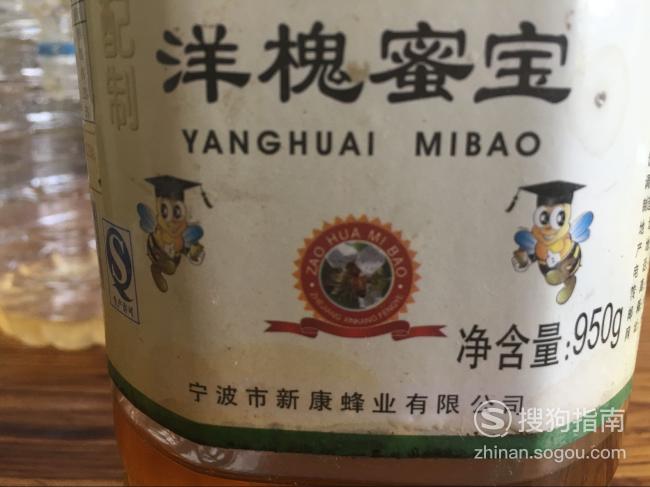 配制
洋槐蜜宝
YANGHUAI MIBAO
ZAO HUA MI BAO
净含量:950g
宁波市新康蜂业有限公司
搜狗指南
zhinan.sogou.com